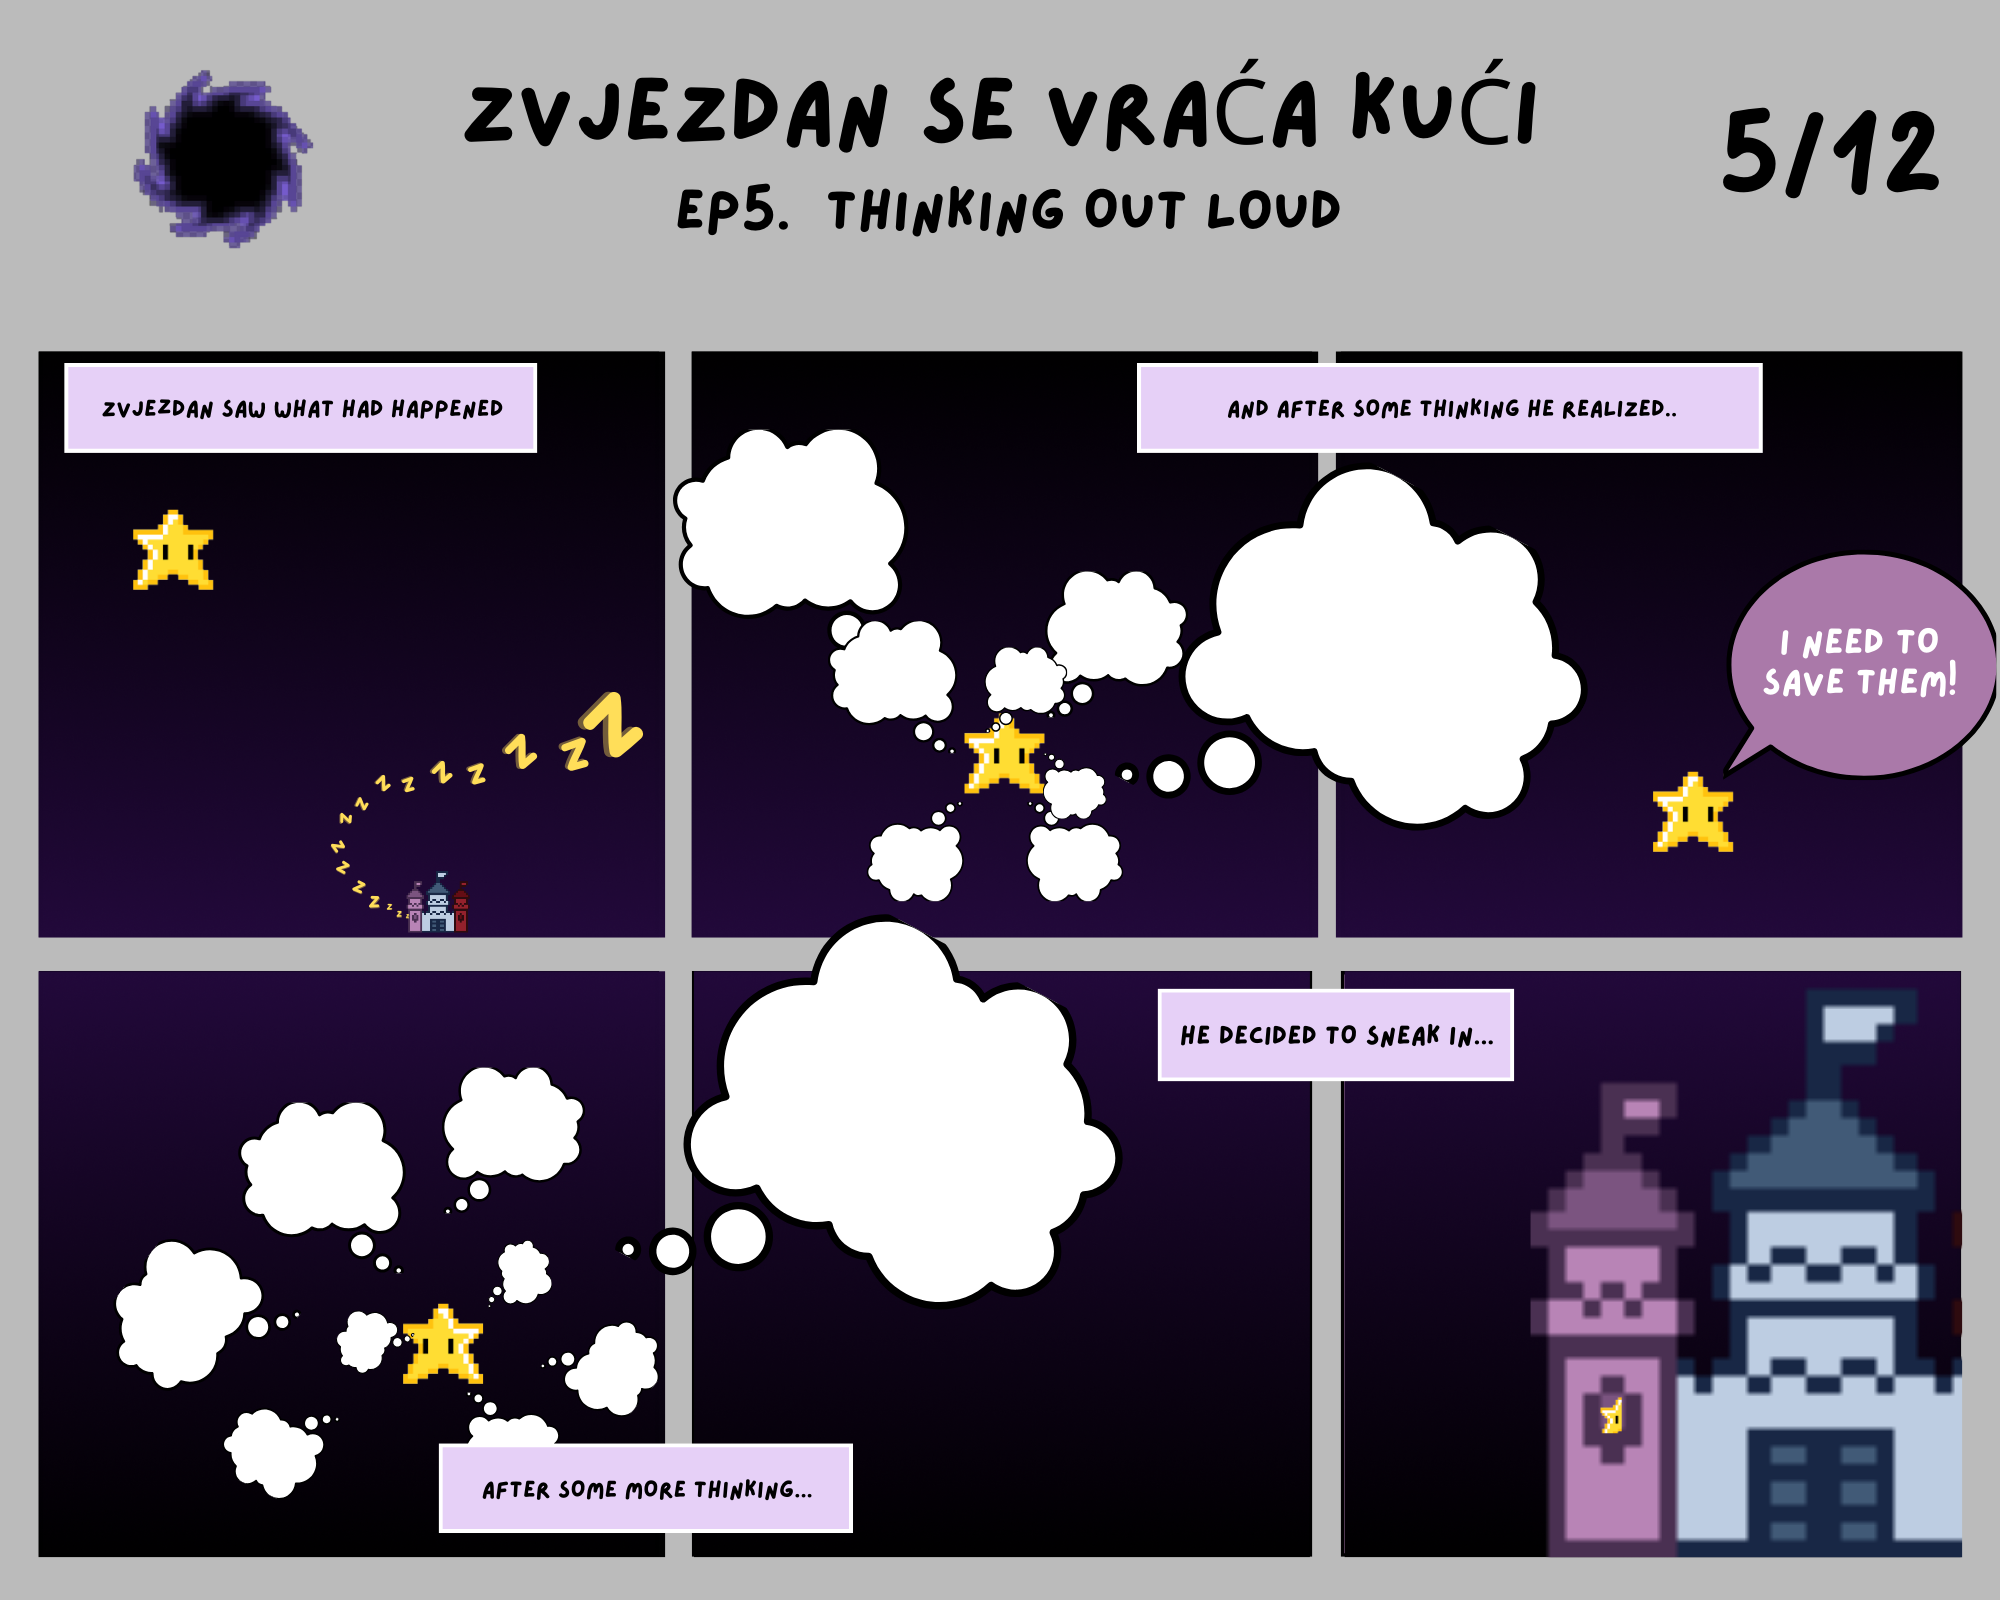 ZVJEZDAN SE VRAĆA KUĆI
EP5. THINKING OUT LOUD
5/12
ZVJEZDAN SAW WHAT HAD HAPPENED
Z Z Z Z Z Z Z Z Z Z Z Z Z Z Z Z Z Z
AND AFTER SOME THINKING HE REALIZED..
I NEED TO
SAVE THEM!
AFTER SOME MORE THINKING...
HE DECIDED TO SNEAK IN...